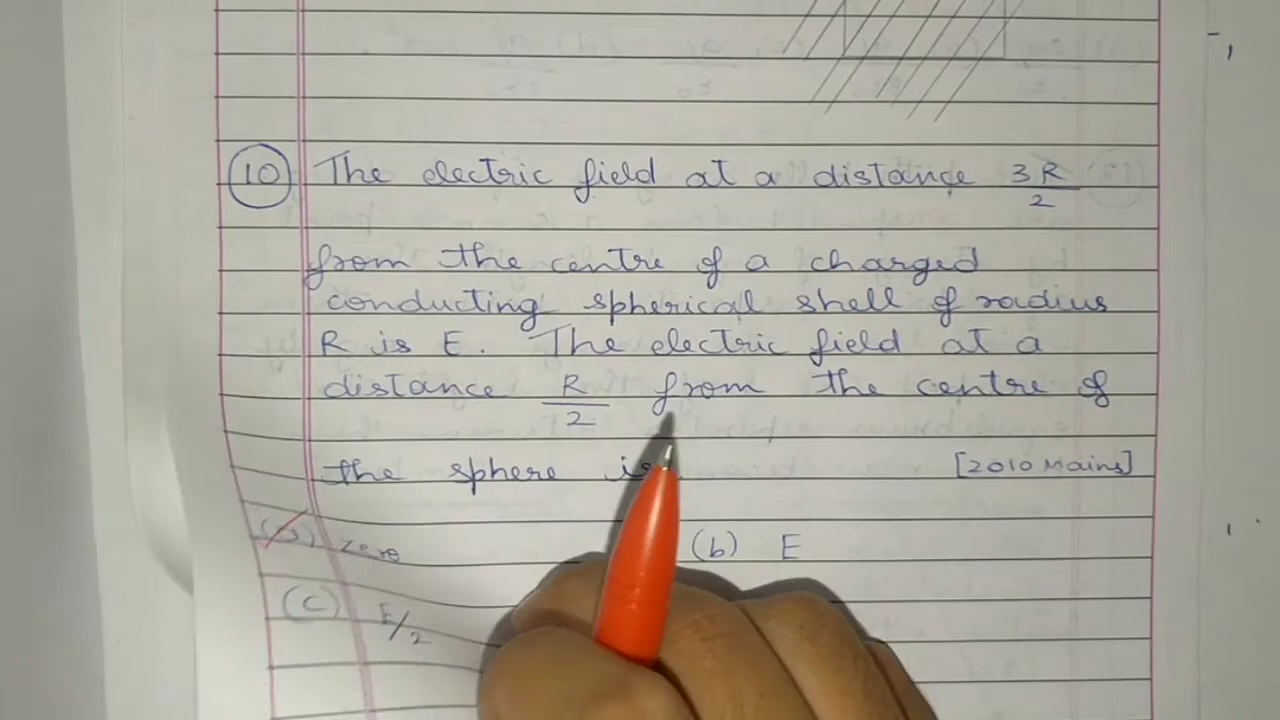 10 The electric field at a distance 3R/2
from the centre of a charged
conducting spherical shell of radius
R is E. The electric field at a
distance R/2 from the centre of
the sphere is [2010 Mains]
(a) zero (b) E
(c) E/2